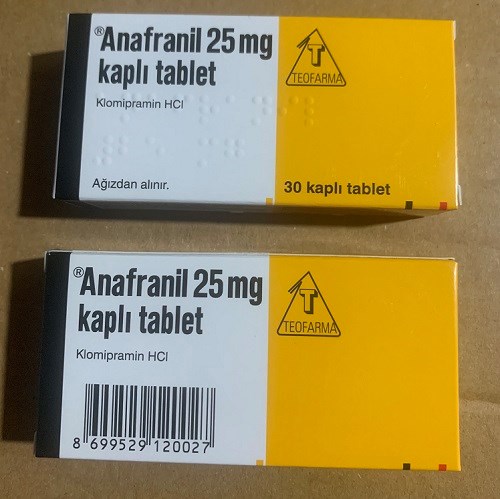 ®Anafranil 25 mg
kaplı tablet
Klomipramin HCl
Ağızdan alınır.
T
TEOFARMA
30 kaplı tablet
®Anafranil 25 mg
kaplı tablet
Klomipramin HCl
8 699529 120027
T
TEOFARMA